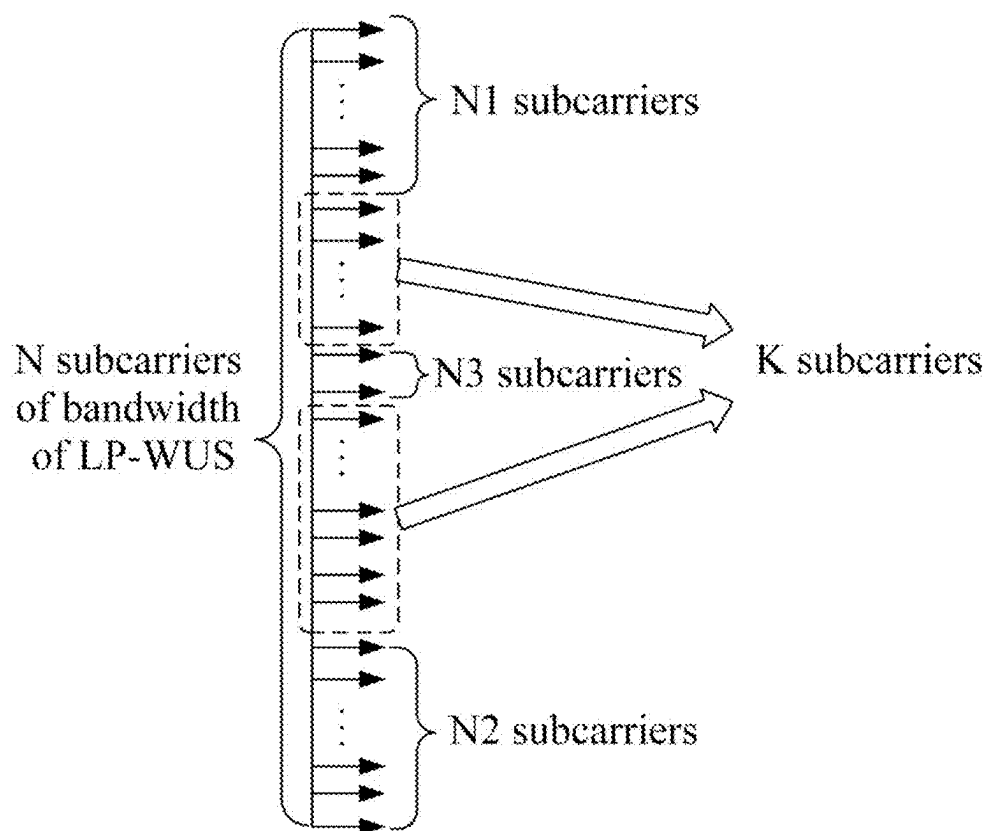 N1 subcarriers
N subcarriers
of bandwidth
of LP-WUS
N3 subcarriers
K subcarriers
N2 subcarriers